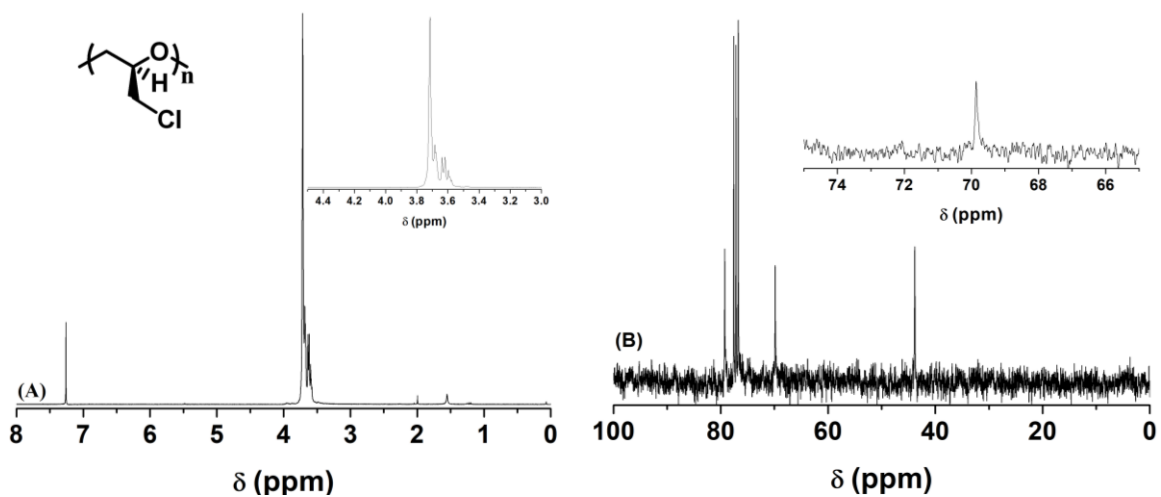 O
H
n
Cl
4.4 4.2 4.0 3.8 3.6 3.4 3.2 3.0
δ (ppm)
(A)
8 7 6 5 4 3 2 1 0
δ (ppm)
74 72 70 68 66
δ (ppm)
(B)
100 80 60 40 20 0
δ (ppm)